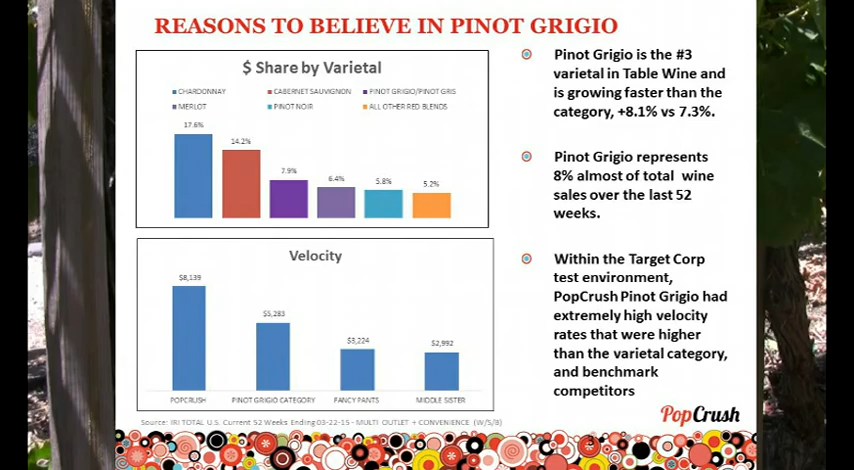 REASONS TO BELIEVE IN PINOT GRIGIO
$ Share by Varietal
CHARDONNAY
CABERNET SAUVIGNON
PINOT GRIGIO/PINOT GRIS
MERLOT
PINOT NOIR
ALL OTHER RED BLENDS
17.6%
14.2%
7.9%
6.4%
5.8%
5.2%
Velocity
$8,139
$5,283
$3,224
$2,992
POPCRUSH
PINOT GRIGIO CATEGORY
FANCY PANTS
MIDDLE SISTER
Source: IRI TOTAL U.S. Current 52 Weeks Ending 03-22-15 - MULTI OUTLET + CONVENIENCE (W/S/B)
Pinot Grigio is the #3
varietal in Table Wine and
is growing faster than the
category, +8.1% vs 7.3%.
Pinot Grigio represents
8% almost of total wine
sales over the last 52
weeks.
Within the Target Corp
test environment,
PopCrush Pinot Grigio had
extremely high velocity
rates that were higher
than the varietal category,
and benchmark
competitors
PopCrush
3